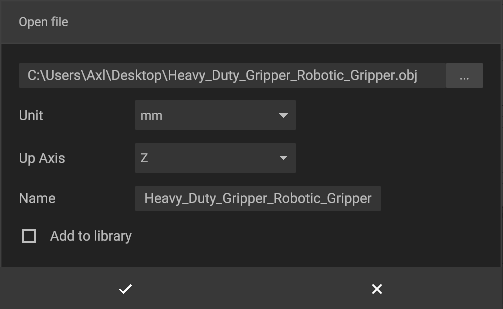 Open file
C:\Users\Axl\Desktop\Heavy_Duty_Gripper_Robotic_Gripper.obj ...
Unit mm
Up Axis Z
Name Heavy_Duty_Gripper_Robotic_Gripper
Add to library